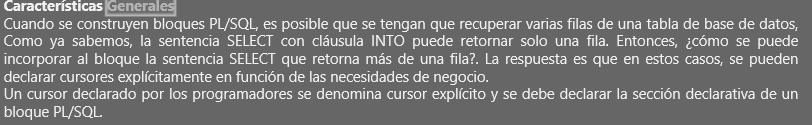 Características Generales
Cuando se construyen bloques PL/SQL, es posible que se tengan que recuperar varias filas de una tabla de base de datos,
Como ya sabemos, la sentencia SELECT con cláusula INTO puede retornar solo una fila. Entonces, ¿cómo se puede
incorporar al bloque la sentencia SELECT que retorna más de una fila?. La respuesta es que en estos casos, se pueden
declarar cursores explícitamente en función de las necesidades de negocio.
Un cursor declarado por los programadores se denomina cursor explícito y se debe declarar la sección declarativa de un
bloque PL/SQL.